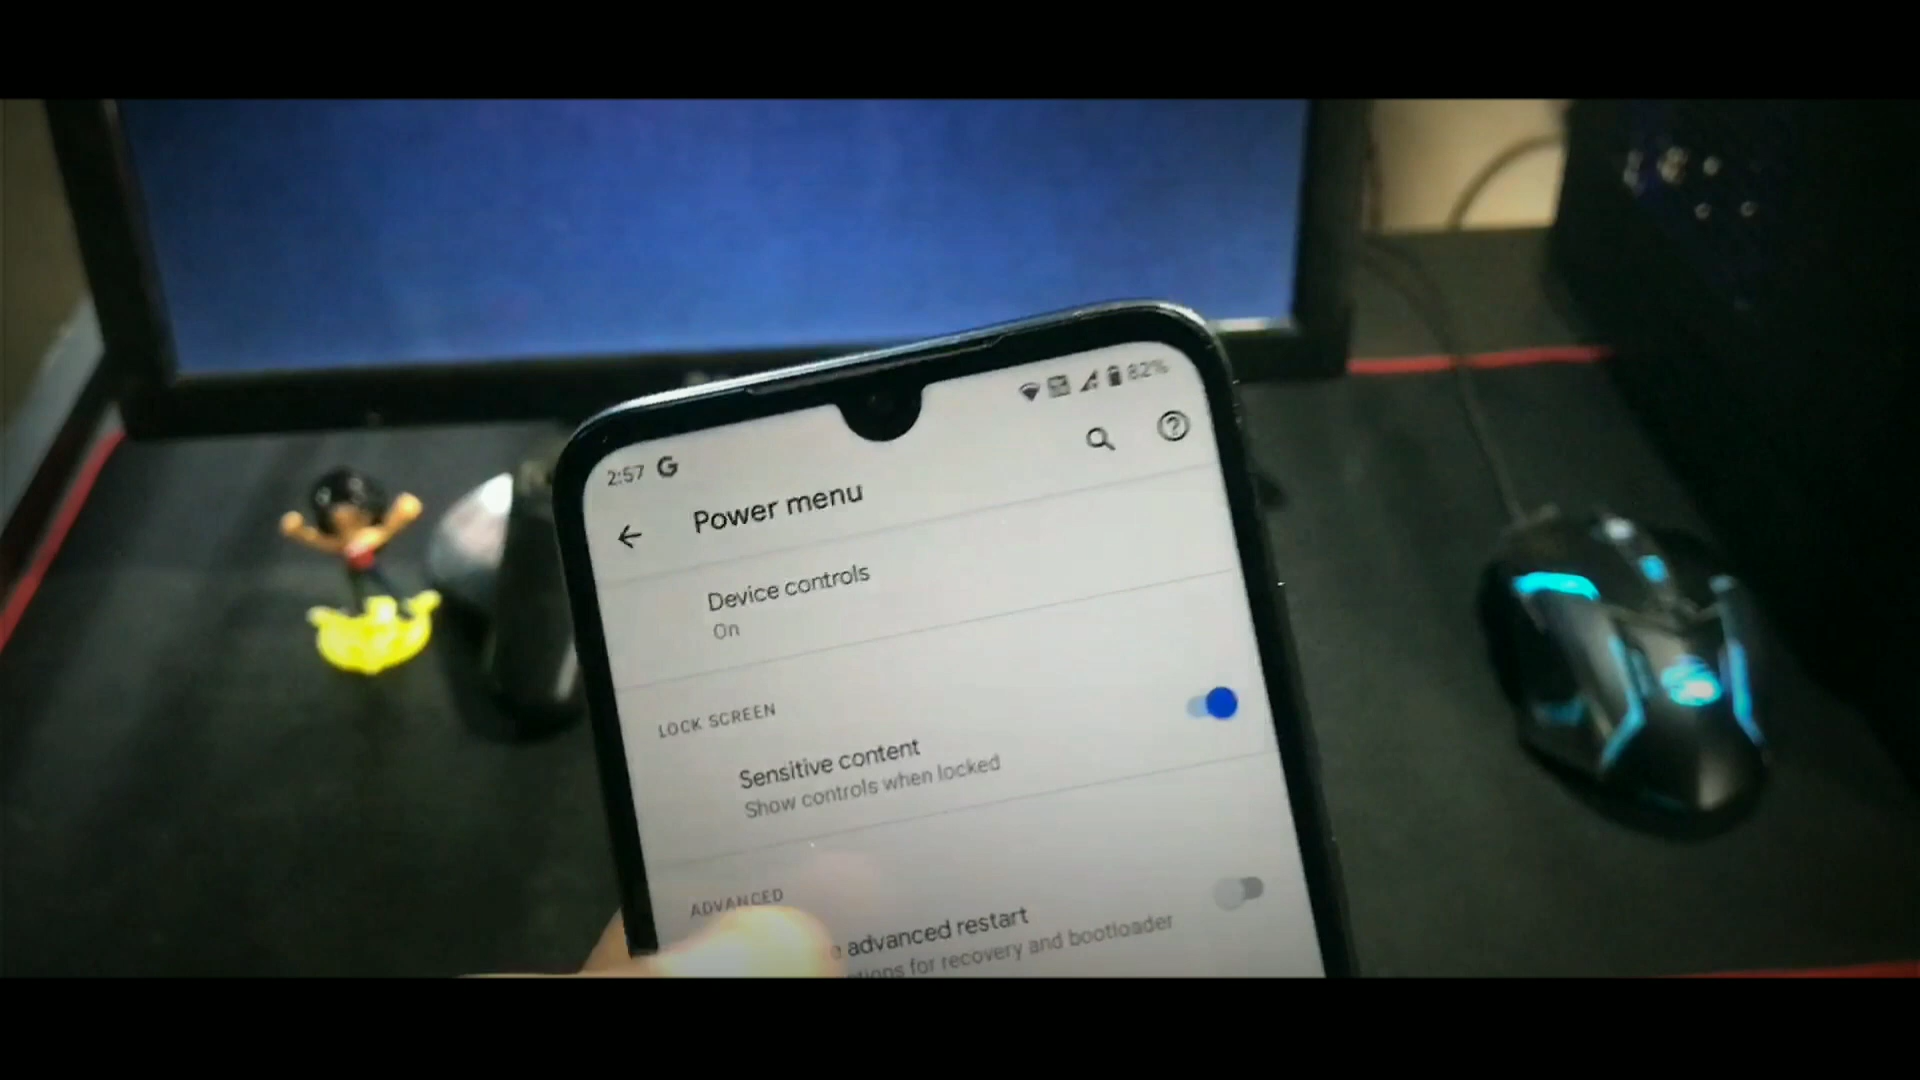 82%
2:57 G
Power menu
Device controls
On
LOCK SCREEN
Sensitive content
Show controls when locked
ADVANCED
advanced restart
for recovery and bootloader